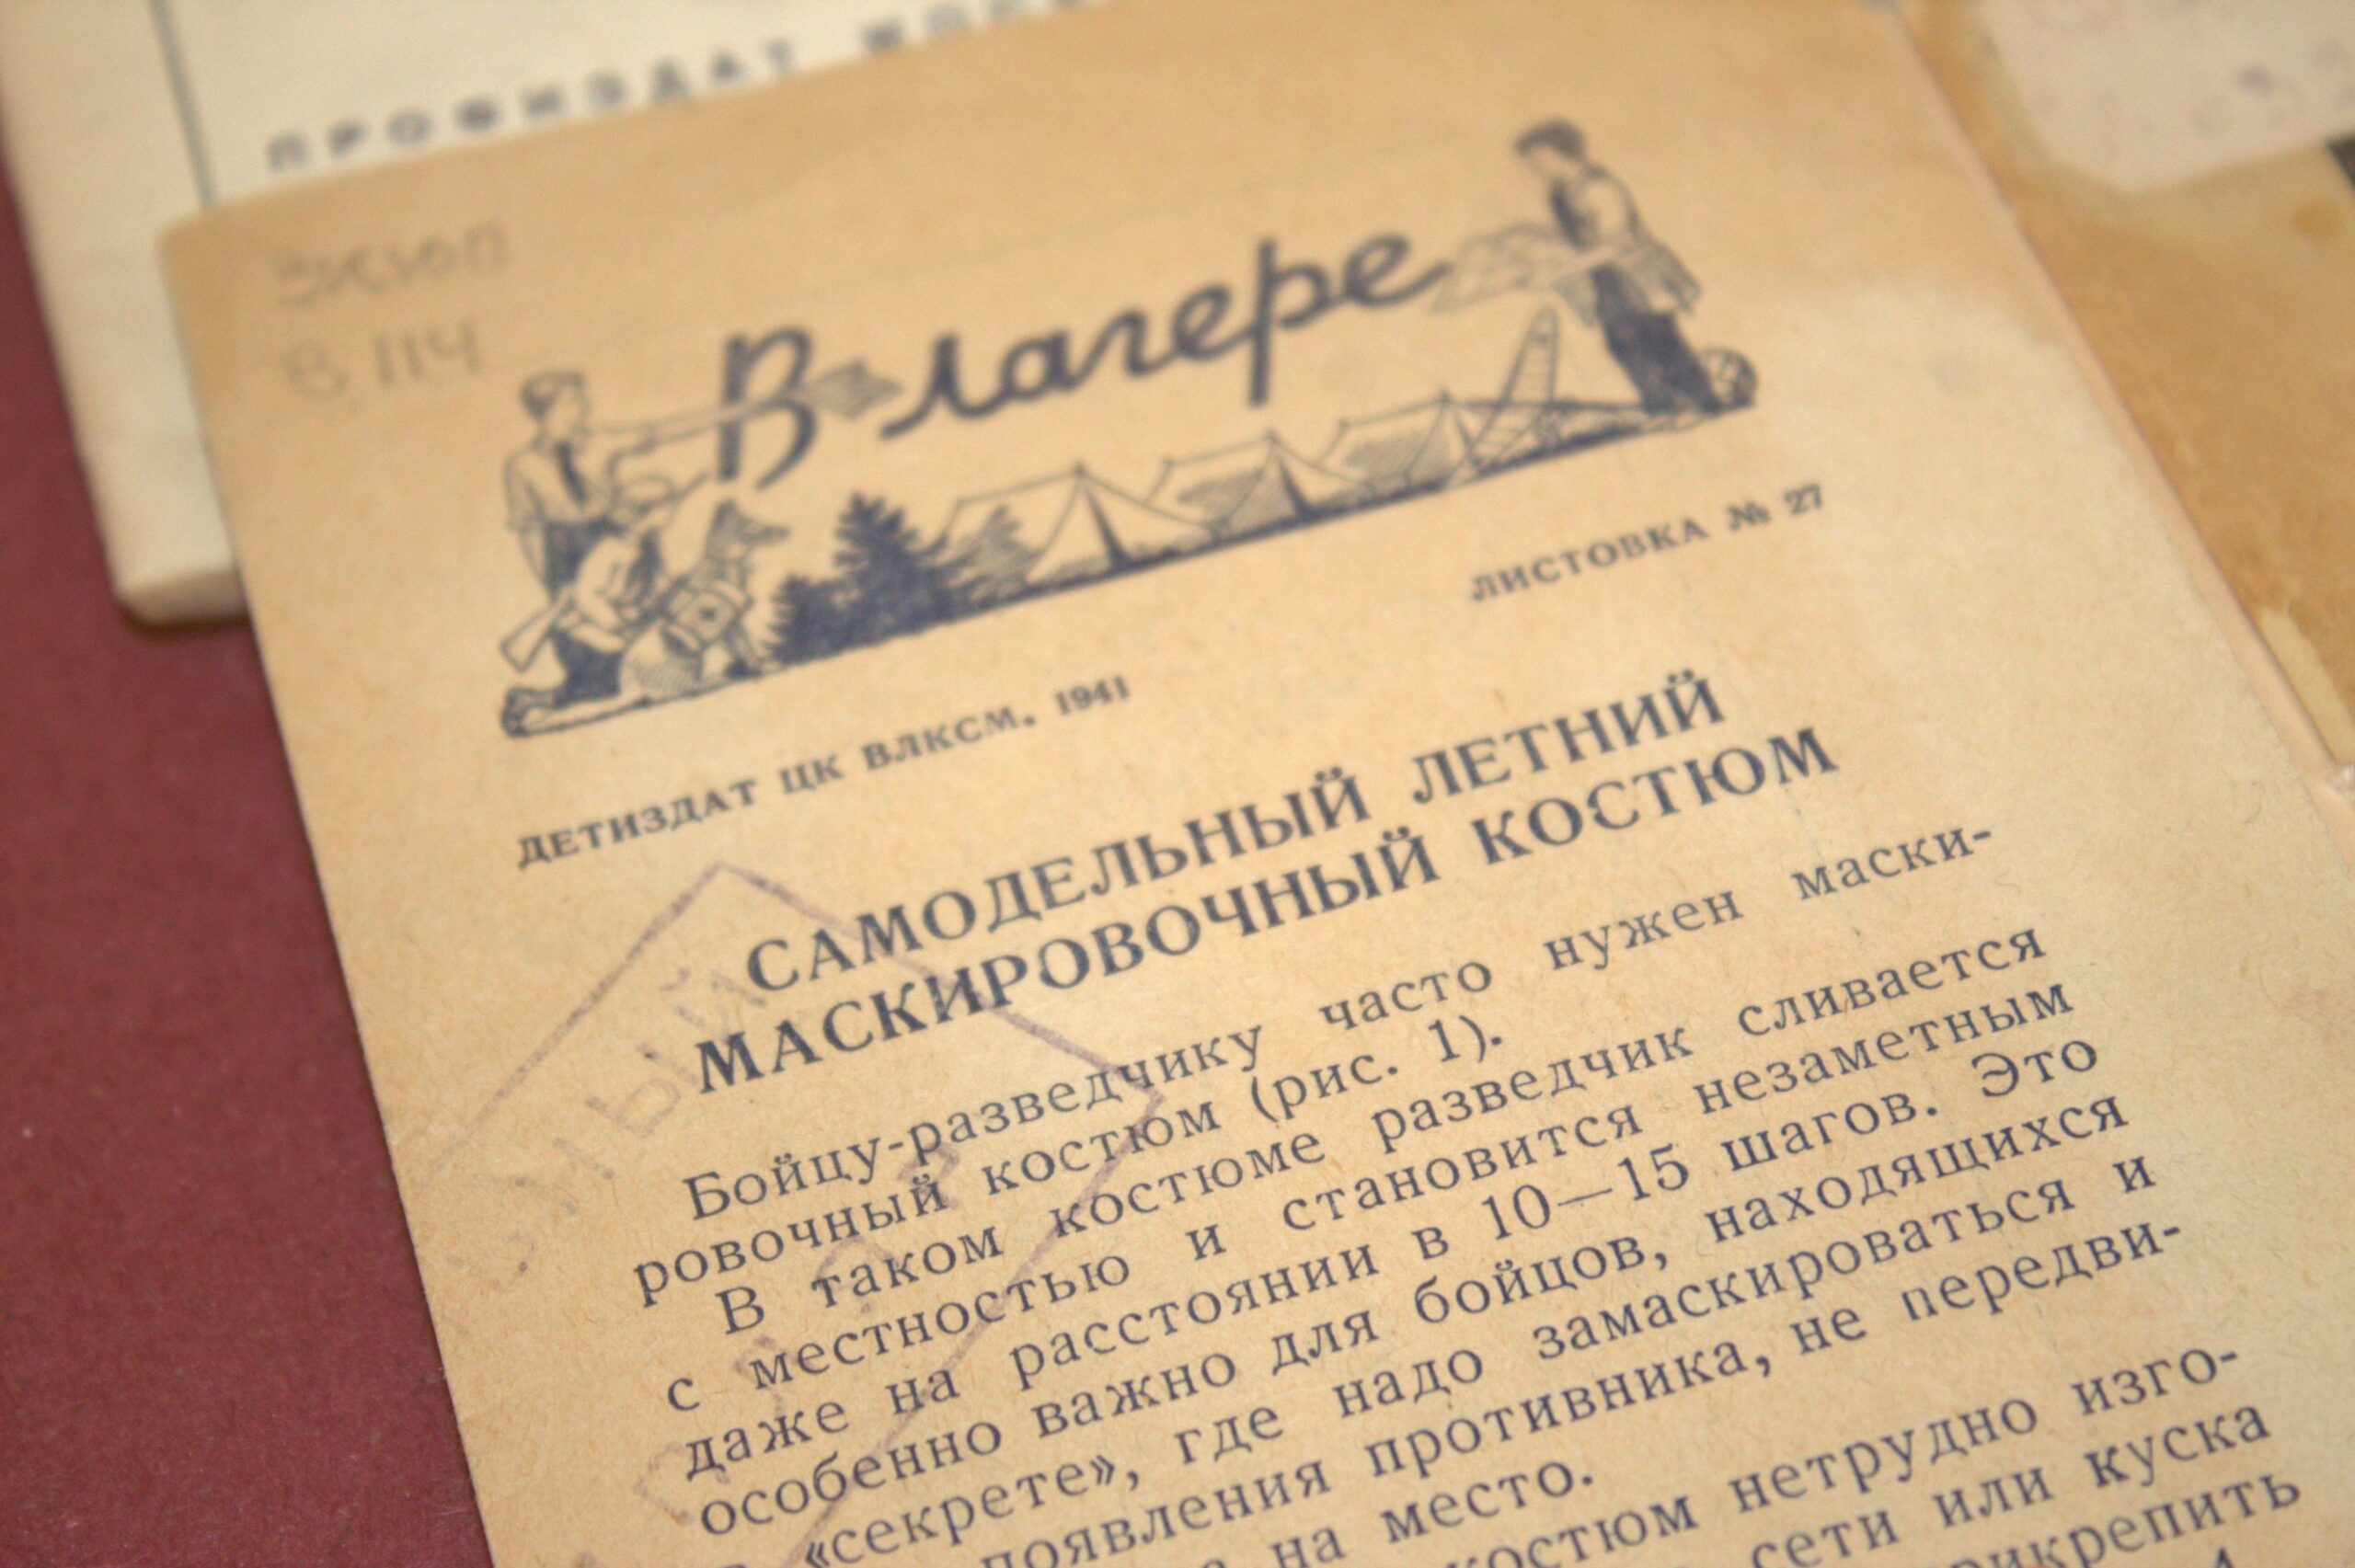 ПРОФИЗДАТ
ЭКЮП
В 114
В лагере
ЛИСТОВКА № 27
ДЕТИЗДАТ ЦК ВЛКСМ. 1941
САМОДЕЛЬНЫЙ ЛЕТНИЙ
МАСКИРОВОЧНЫЙ КОСТЮМ
Бойцу-разведчику часто нужен маски-
ровочный костюм (рис. 1).
В таком костюме разведчик сливается
с местностью и становится незаметным
даже на расстоянии в 10—15 шагов. Это
особенно важно для бойцов, находящихся
«секрете», где надо замаскироваться и
появления противника, не передви-
на место.
костюм нетрудно изго-
сети или куска